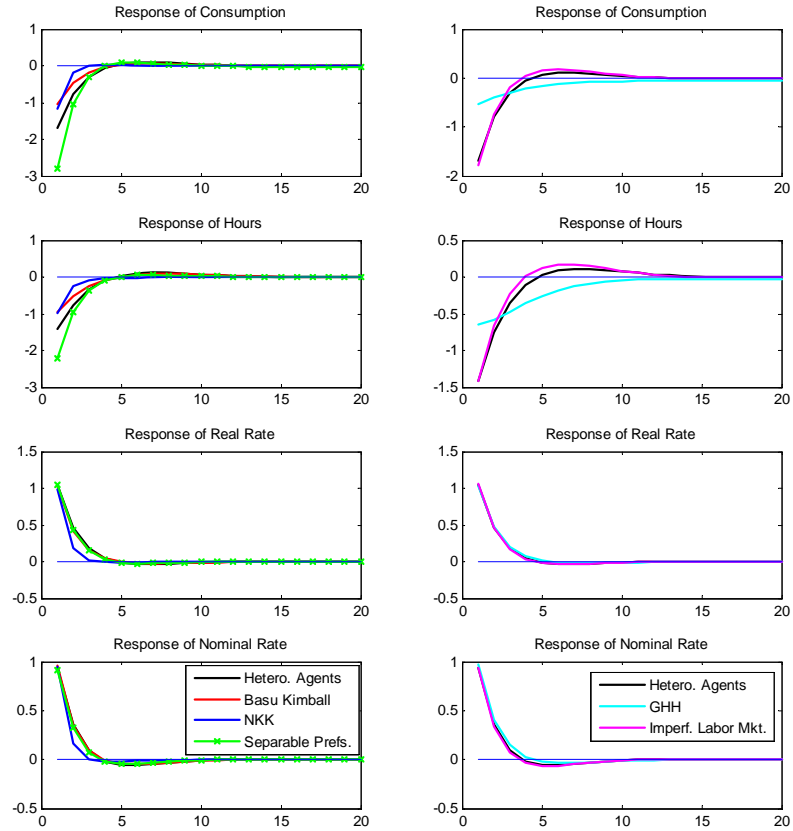 Response of Consumption
1
0
-1
-2
-3
0 5 10 15 20
Response of Consumption
1
0
-1
-2
0 5 10 15 20
Response of Hours
1
0
-1
-2
-3
0 5 10 15 20
Response of Hours
0.5
0
-0.5
-1
-1.5
0 5 10 15 20
Response of Real Rate
1.5
1
0.5
0
-0.5
0 5 10 15 20
Response of Real Rate
1.5
1
0.5
0
-0.5
0 5 10 15 20
Response of Nominal Rate
1
0.5
0
-0.5
0 5 10 15 20
Hetero. Agents
Basu Kimball
NKK
Separable Prefs.
Response of Nominal Rate
1
0.5
0
-0.5
0 5 10 15 20
Hetero. Agents
GHH
Imperf. Labor Mkt.